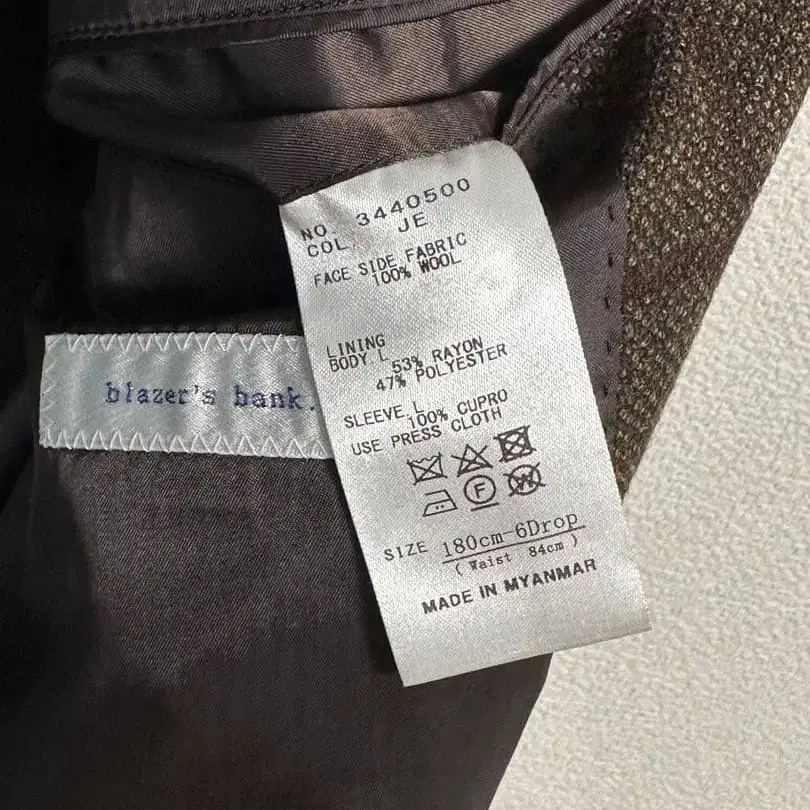 NO. 3440500
COL. JE
FACE SIDE FABRIC
100% WOOL
LINING
BODY L
53% RAYON
47% POLYESTER
SLEEVE L
100% CUPRO
USE PRESS CLOTH
F
W
SIZE 180cm-6Drop
( Waist 84cm )
MADE IN MYANMAR
blazer's bank.